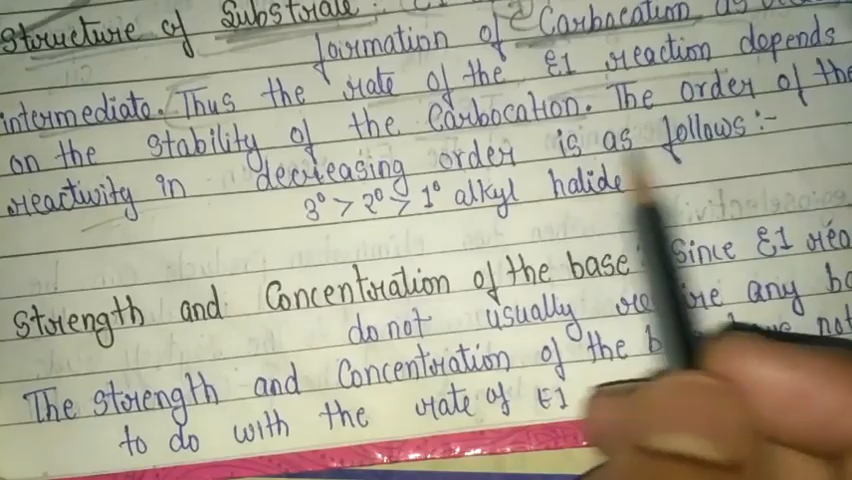 Structure of Substrate :
formation of Carbocation as
intermediate. Thus the rate of the E1 reaction depends
on the stability of the Carbocation. The order of the
reactivity in decreasing order is as follows:-
3° > 2° > 1° alkyl halide
Strength and Concentration of the base : Since E1 rea
do not usually require any ba
The strength and Concentration of the b not
to do with the rate of E1